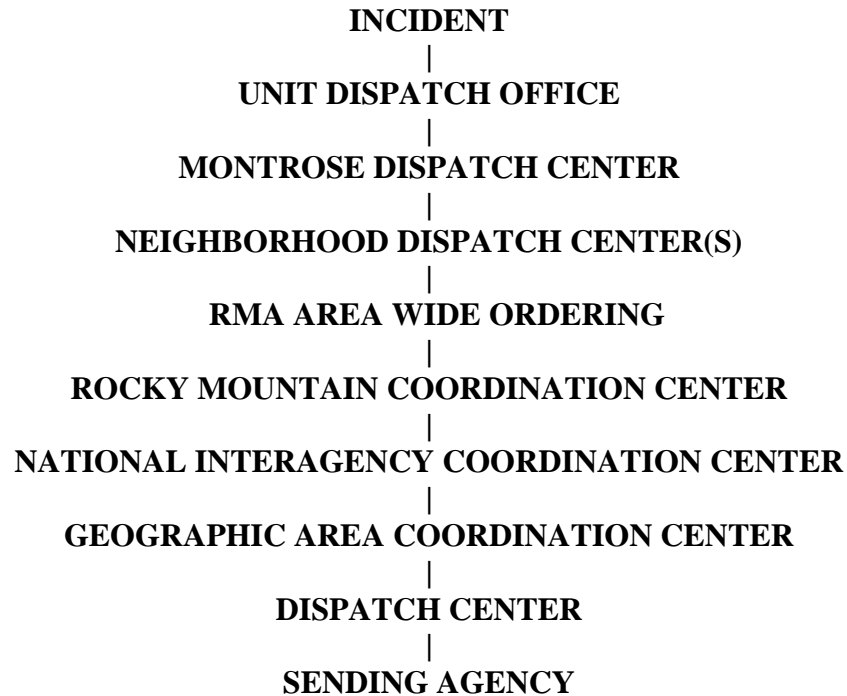 INCIDENT
|
UNIT DISPATCH OFFICE
|
MONTROSE DISPATCH CENTER
|
NEIGHBORHOOD DISPATCH CENTER(S)
|
RMA AREA WIDE ORDERING
|
ROCKY MOUNTAIN COORDINATION CENTER
|
NATIONAL INTERAGENCY COORDINATION CENTER
|
GEOGRAPHIC AREA COORDINATION CENTER
|
DISPATCH CENTER
|
SENDING AGENCY